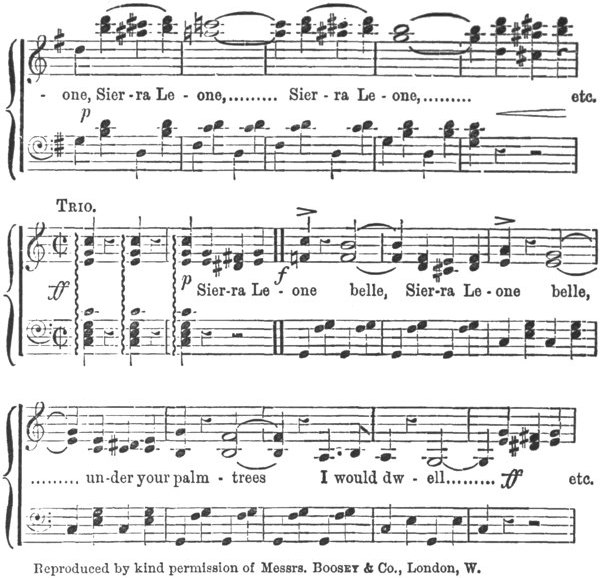 - one, Sier-ra Le - one,......... Sier-ra Le - one,......... etc.
p
TRIO.
ff p f
Sier-ra Le - one belle, Sier-ra Le - one belle,
......... un-der your palm - trees I would dw - ell......... ff etc.
Reproduced by kind permission of Messrs. BOOSEY & CO., London, W.